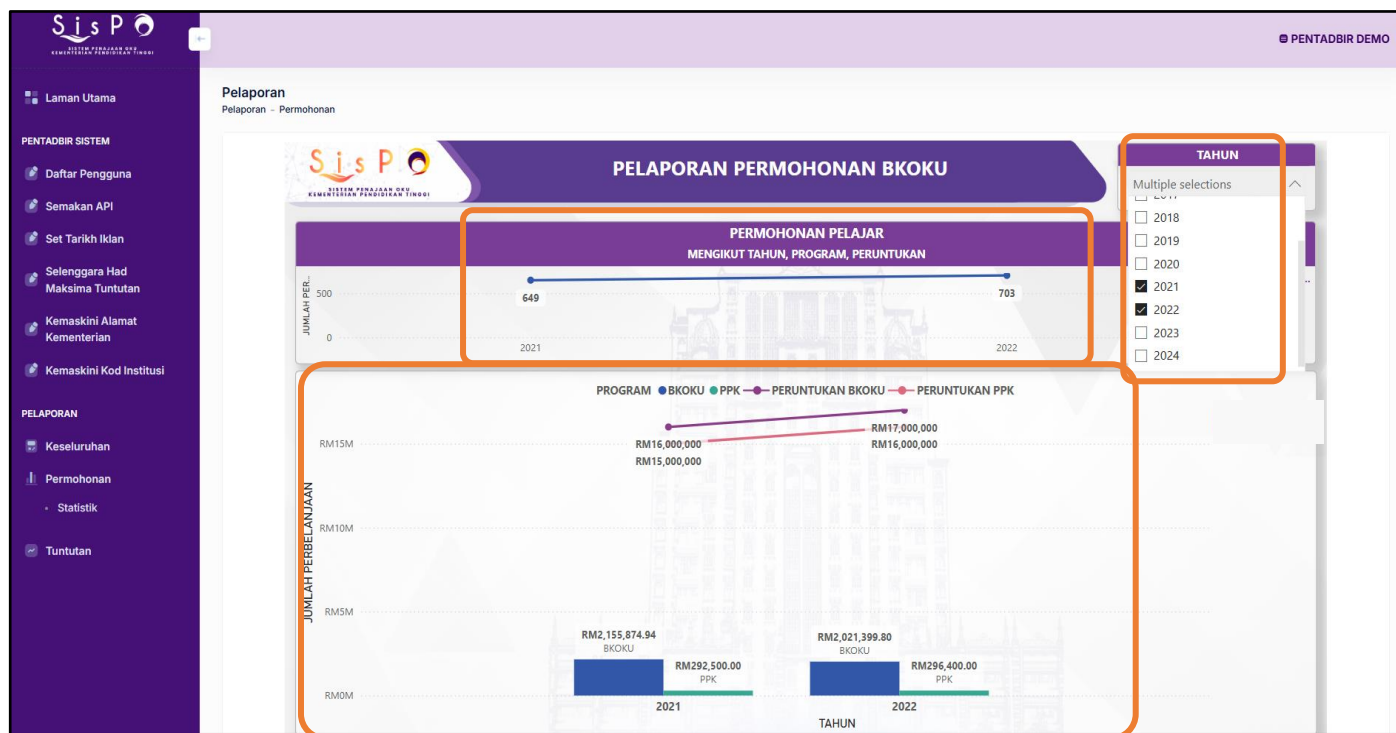 SisPO
SISTEM PENAJAAN OKU
KEMENTERIAN PENDIDIKAN TINGGI
PENTADBIR DEMO
Laman Utama
PENTADBIR SISTEM
Daftar Pengguna
Semakan API
Set Tarikh Iklan
Selenggara Had
Maksima Tuntutan
Kemaskini Alamat
Kementerian
Kemaskini Kod Institusi
PELAPORAN
Keseluruhan
Permohonan
Statistik
Tuntutan
Pelaporan
Pelaporan - Permohonan
SisPO
SISTEM PENAJAAN OKU
KEMENTERIAN PENDIDIKAN TINGGI
PELAPORAN PERMOHONAN BKOKU
TAHUN
Multiple selections
2017
2018
2019
2020
2021
2022
2023
2024
PERMOHONAN PELAJAR
MENGIKUT TAHUN, PROGRAM, PERUNTUKAN
JUMLAH PER...
500
0
649
703
2021
2022
PROGRAM BKOKU PPK PERUNTUKAN BKOKU PERUNTUKAN PPK
JUMLAH PERBELANJAAN
RM15M
RM10M
RM5M
RM0M
RM16,000,000
RM15,000,000
RM17,000,000
RM16,000,000
RM2,155,874.94
BKOKU
RM292,500.00
PPK
RM2,021,399.80
BKOKU
RM296,400.00
PPK
2021
2022
TAHUN